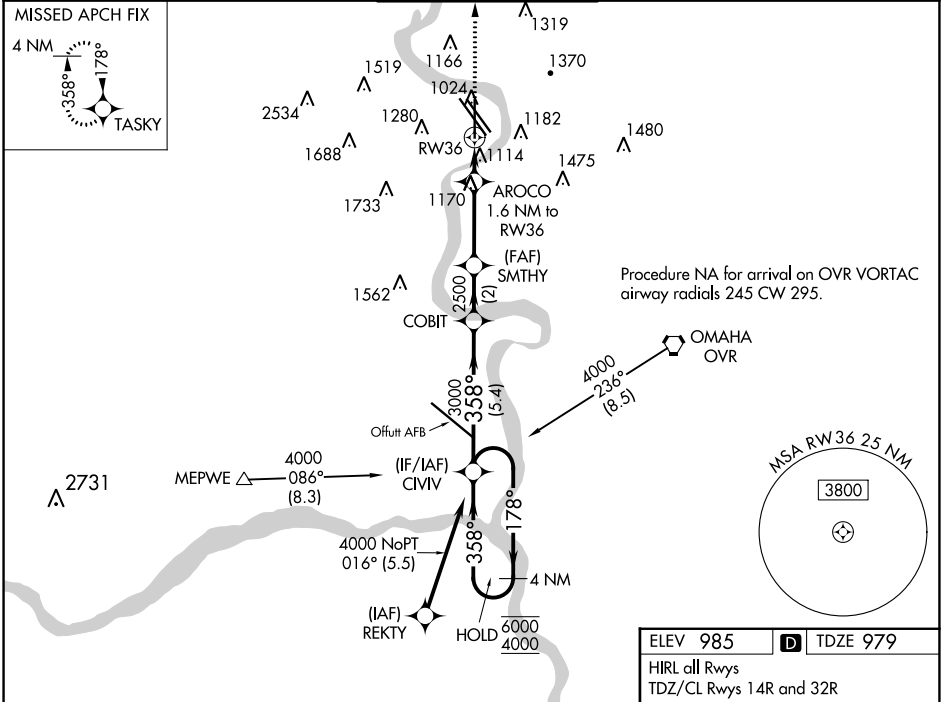 MISSED APCH FIX
4 NM
358°
178°
TASKY
1319
1166
1370
1519
1024
2534
1280
1182
1480
1688
RW36
1114
1475
1733
1170
AROCO
1.6 NM to
RW36
(FAF)
SMTHY
1562
2500
(2)
COBIT
Procedure NA for arrival on OVR VORTAC
airway radials 245 CW 295.
OMAHA
OVR
4000
236°
(8.5)
3000
358°
(5.4)
Offutt AFB
(IF/IAF)
CIVIV
MEPWE
4000
086°
(8.3)
2731
4000 NoPT
016° (5.5)
358°
178°
4 NM
(IAF)
REKTY
HOLD
6000
4000
MSA RW36 25 NM
3800
ELEV 985
D
TDZE 979
HIRL all Rwys
TDZ/CL Rwys 14R and 32R